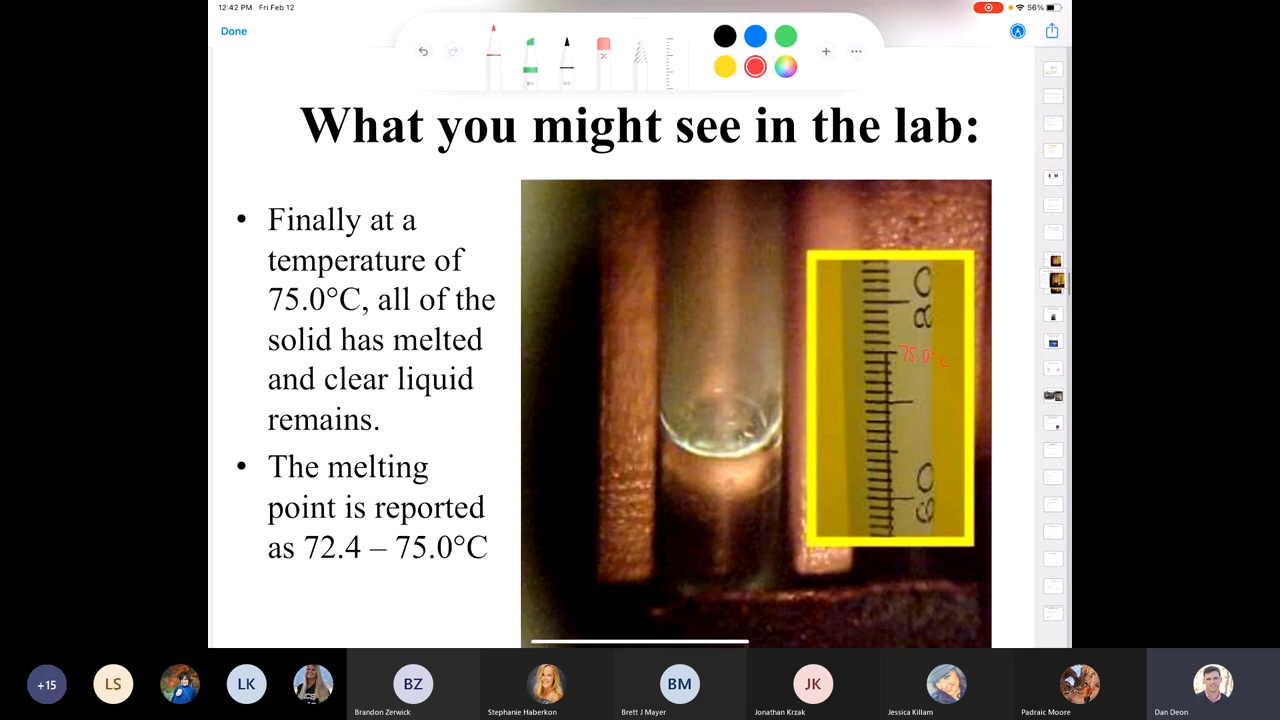 12:42 PM Fri Feb 12
56%
Done
What you might see in the lab:
• Finally at a
temperature of
75.0°C, all of the
solid has melted
and clear liquid
remains.
• The melting
point is reported
as 72.4 – 75.0°C
80
75.0°C
60
+15
LS
LK
BZ
BM
JK
Brandon Zerwick
Stephanie Haberkon
Brett J Mayer
Jonathan Krzak
Jessica Killam
Padraic Moore
Dan Deon